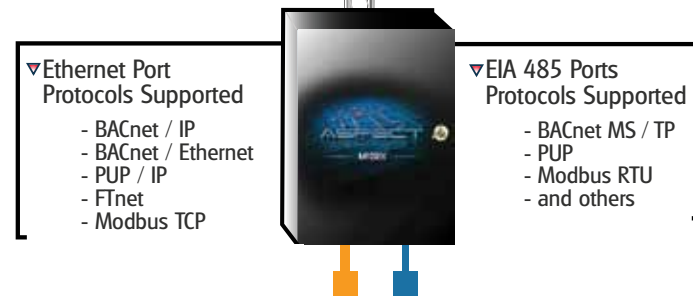 Ethernet Port
Protocols Supported
- BACnet / IP
- BACnet / Ethernet
- PUP / IP
- FTnet
- Modbus TCP
ASPECT
EIA 485 Ports
Protocols Supported
- BACnet MS / TP
- PUP
- Modbus RTU
- and others